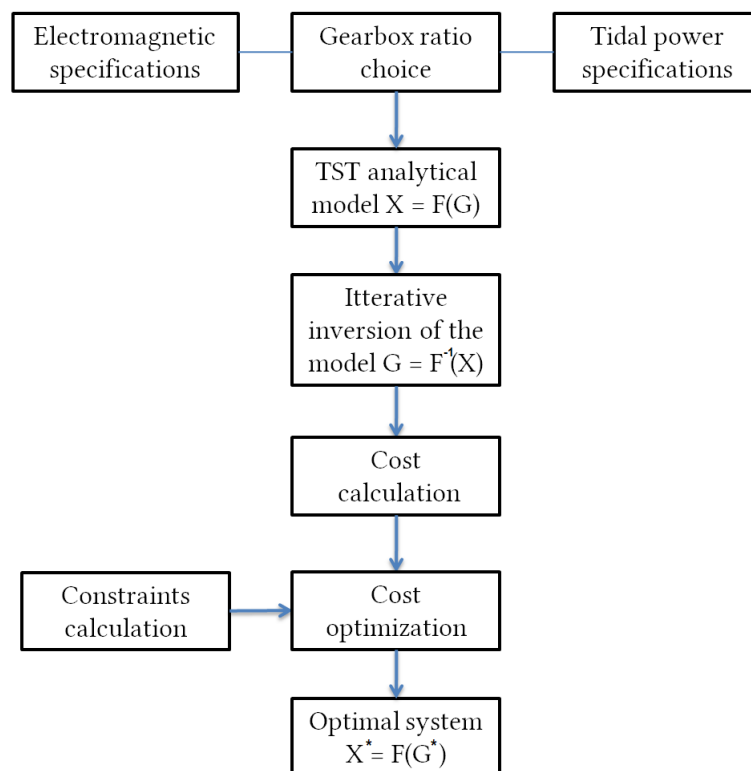 Electromagnetic
specifications
Gearbox ratio
choice
Tidal power
specifications
TST analytical
model X = F(G)
Itterative
inversion of the
model G = F⁻¹(X)
Cost
calculation
Constraints
calculation
Cost
optimization
Optimal system
X*= F(G*)